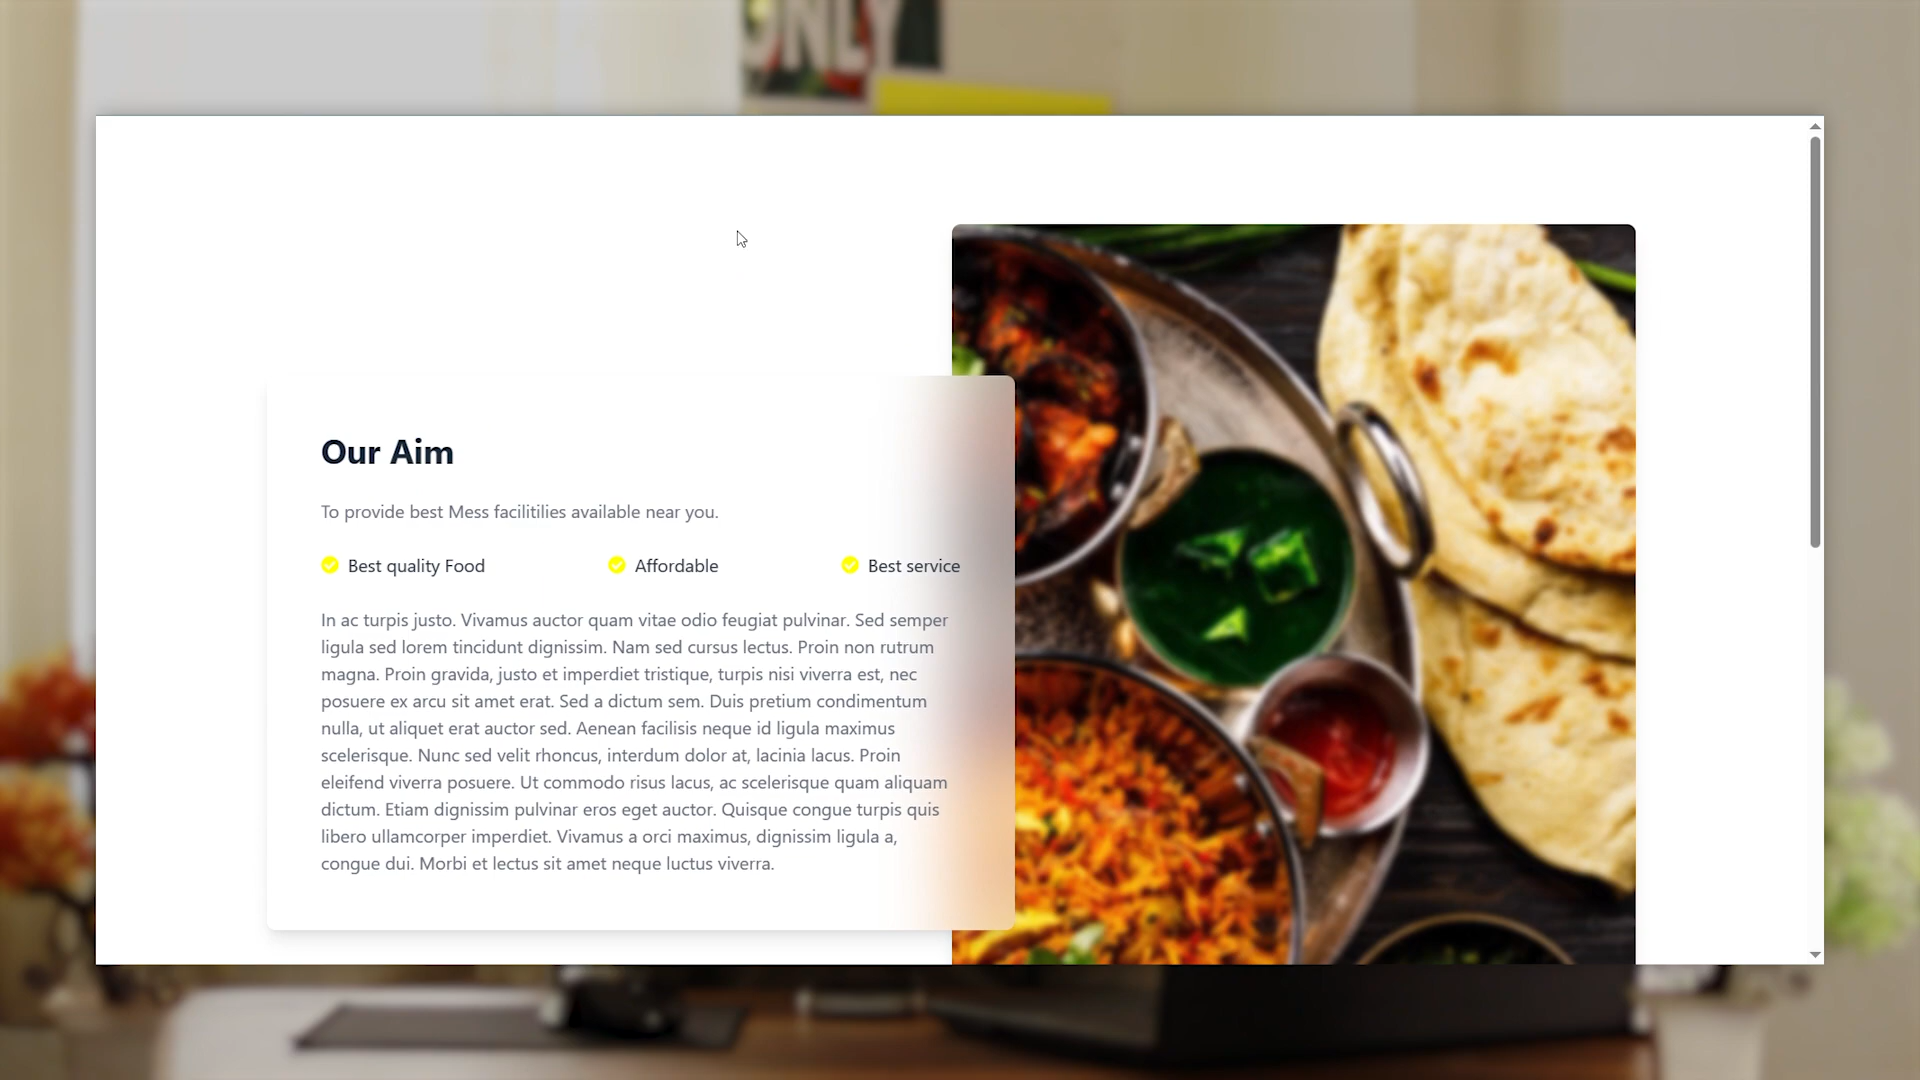 ONLY
Our Aim
To provide best Mess facilitilies available near you.
Best quality Food
Affordable
Best service
In ac turpis justo. Vivamus auctor quam vitae odio feugiat pulvinar. Sed semper
ligula sed lorem tincidunt dignissim. Nam sed cursus lectus. Proin non rutrum
magna. Proin gravida, justo et imperdiet tristique, turpis nisi viverra est, nec
posuere ex arcu sit amet erat. Sed a dictum sem. Duis pretium condimentum
nulla, ut aliquet erat auctor sed. Aenean facilisis neque id ligula maximus
scelerisque. Nunc sed velit rhoncus, interdum dolor at, lacinia lacus. Proin
eleifend viverra posuere. Ut commodo risus lacus, ac scelerisque quam aliquam
dictum. Etiam dignissim pulvinar eros eget auctor. Quisque congue turpis quis
libero ullamcorper imperdiet. Vivamus a orci maximus, dignissim ligula a,
congue dui. Morbi et lectus sit amet neque luctus viverra.